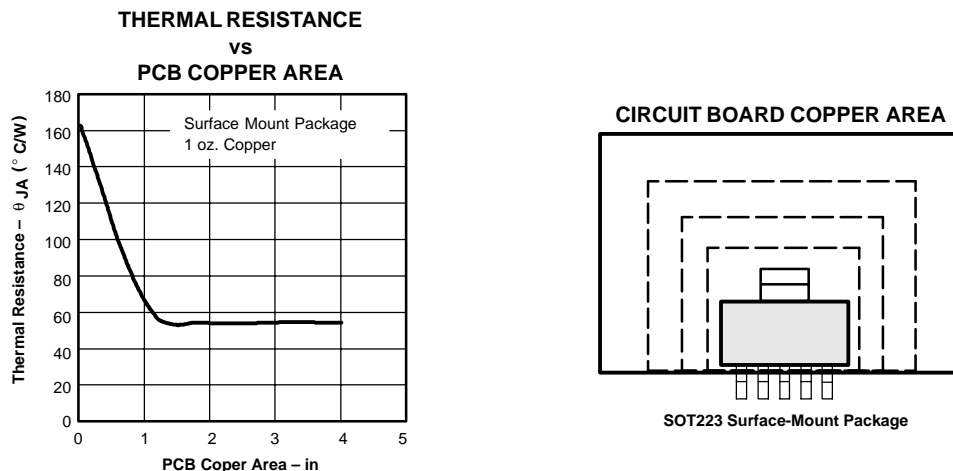 THERMAL RESISTANCE
vs
PCB COPPER AREA
180
160
140
120
100
80
60
40
20
0
Surface Mount Package
1 oz. Copper
Thermal Resistance – θ JA ( ° C/W )
0 1 2 3 4 5
PCB Coper Area – in
CIRCUIT BOARD COPPER AREA
SOT223 Surface-Mount Package